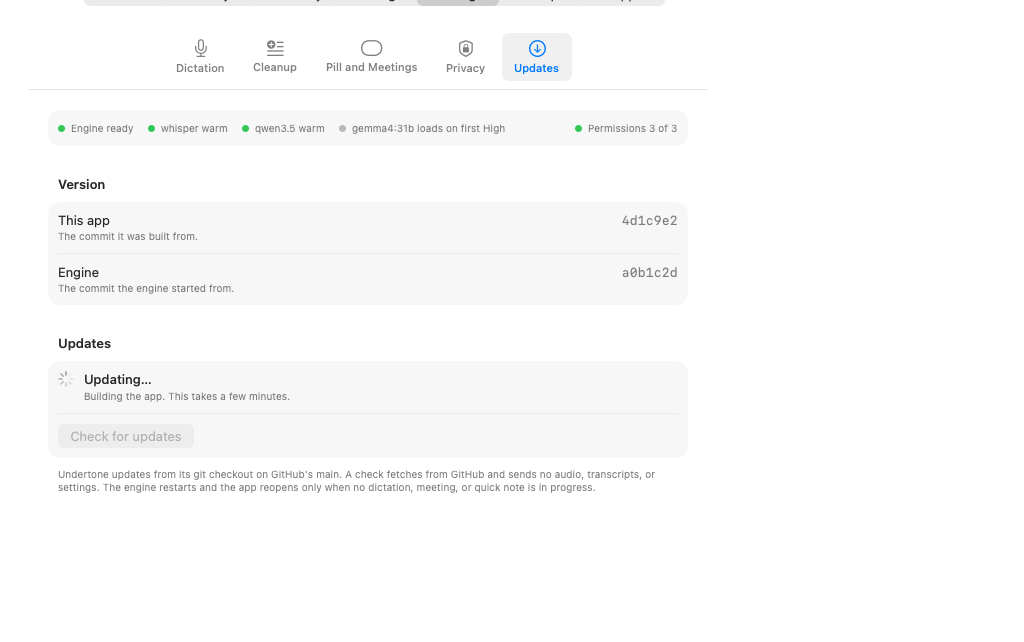 Dictation
Cleanup
Pill and Meetings
Privacy
Updates
Engine ready
whisper warm
qwen3.5 warm
gemma4:31b loads on first High
Permissions 3 of 3
Version
This app
4d1c9e2
The commit it was built from.
Engine
a0b1c2d
The commit the engine started from.
Updates
Updating...
Building the app. This takes a few minutes.
Check for updates
Undertone updates from its git checkout on GitHub's main. A check fetches from GitHub and sends no audio, transcripts, or
settings. The engine restarts and the app reopens only when no dictation, meeting, or quick note is in progress.